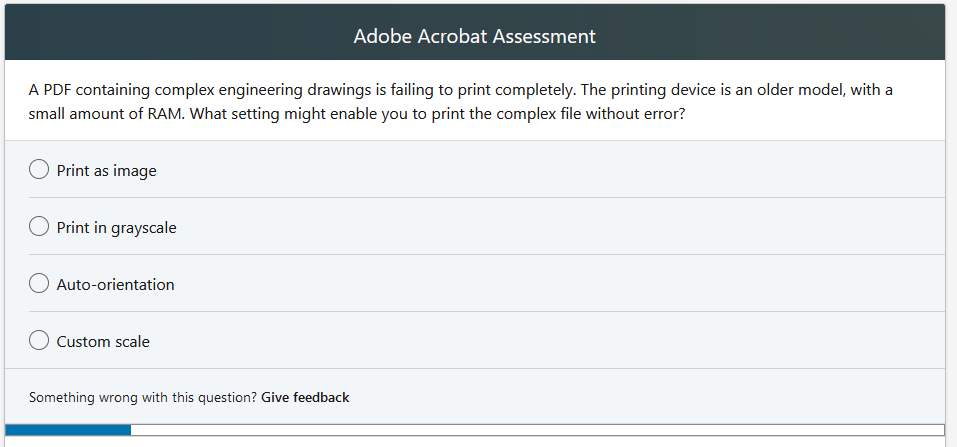 Adobe Acrobat Assessment
A PDF containing complex engineering drawings is failing to print completely. The printing device is an older model, with a
small amount of RAM. What setting might enable you to print the complex file without error?
Print as image
Print in grayscale
Auto-orientation
Custom scale
Something wrong with this question? Give feedback